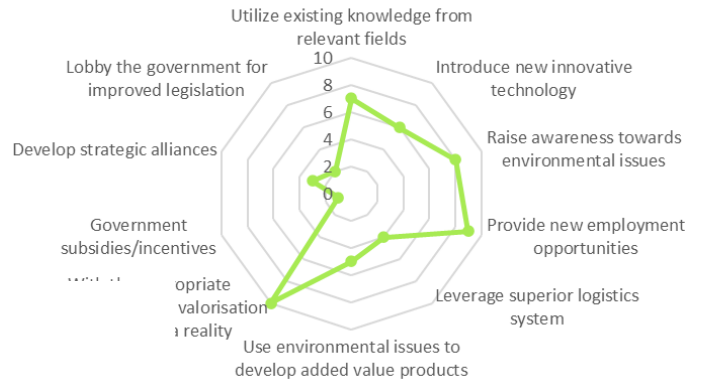 Utilize existing knowledge from
relevant fields
Introduce new innovative
technology
Raise awareness towards
environmental issues
Provide new employment
opportunities
Leverage superior logistics
system
Use environmental issues to
develop added value products
valorisation
a reality
Government
subsidies/incentives
Develop strategic alliances
Lobby the government for
improved legislation
10
8
6
4
2
0